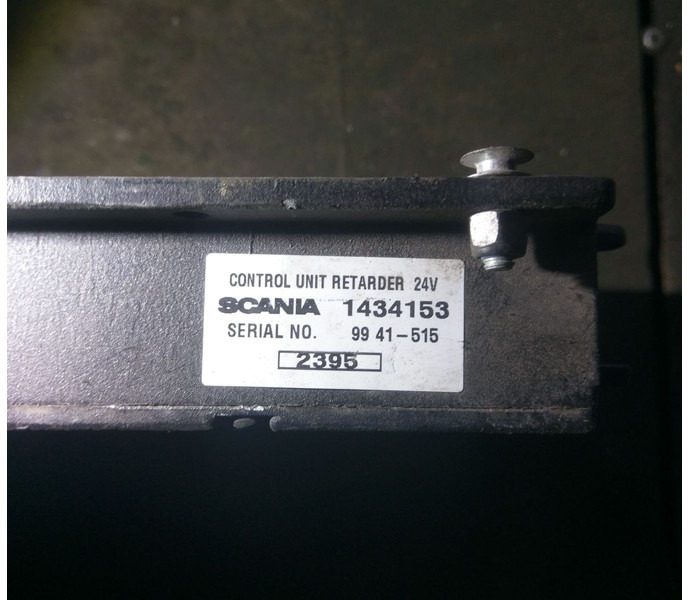 CONTROL UNIT RETARDER 24V
SCANIA 1434153
SERIAL NO. 99 41-515
2395